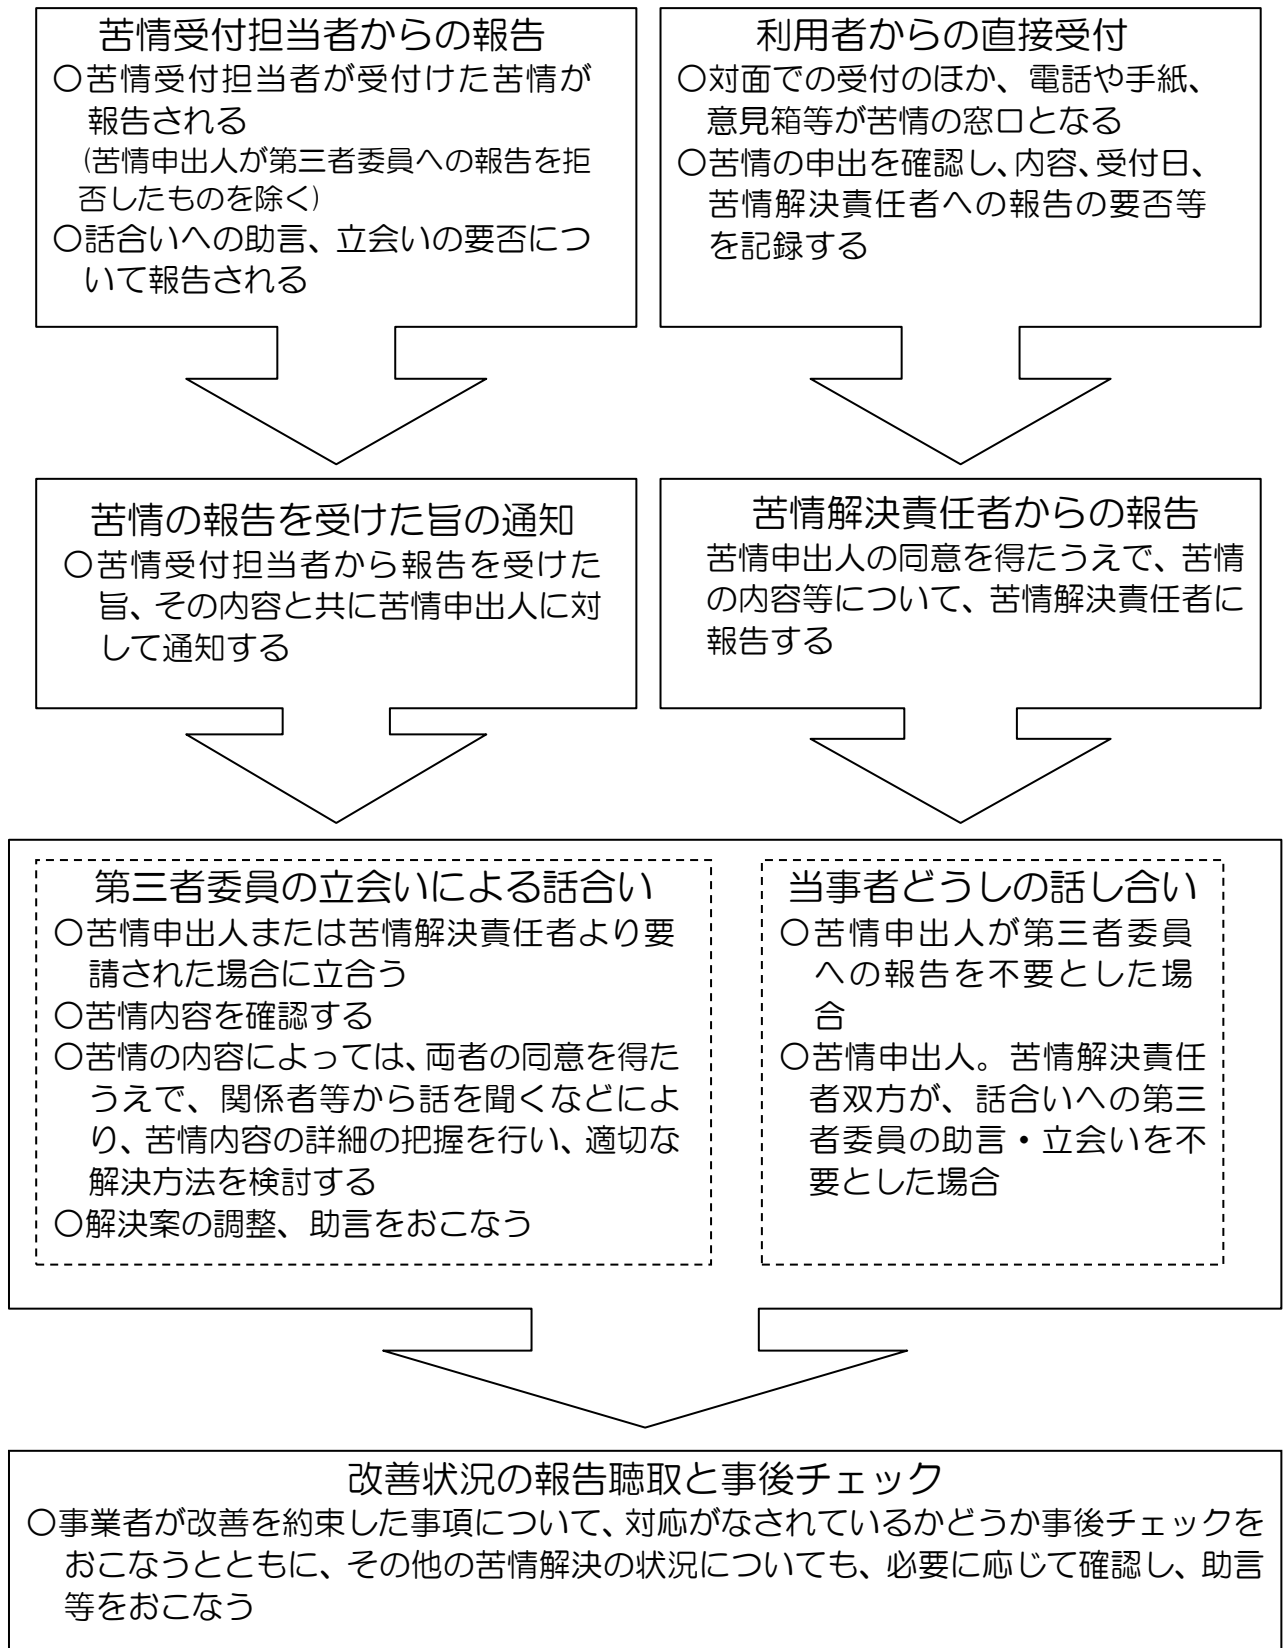 苦情受付担当者からの報告
○苦情受付担当者が受付けた苦情が
報告される
(苦情申出人が第三者委員への報告を拒
否したものを除く)
○話合いへの助言、立会いの要否につ
いて報告される
利用者からの直接受付
○対面での受付のほか、電話や手紙、
意見箱等が苦情の窓口となる
○苦情の申出を確認し、内容、受付日、
苦情解決責任者への報告の要否等
を記録する
苦情の報告を受けた旨の通知
○苦情受付担当者から報告を受けた
旨、その内容と共に苦情申出人に対
して通知する
苦情解決責任者からの報告
苦情申出人の同意を得たうえで、苦情
の内容等について、苦情解決責任者に
報告する
第三者委員の立会いによる話合い
○苦情申出人または苦情解決責任者より要
請された場合に立合う
○苦情内容を確認する
○苦情の内容によっては、両者の同意を得た
うえで、関係者等から話を聞くなどによ
り、苦情内容の詳細の把握を行い、適切な
解決方法を検討する
○解決案の調整、助言をおこなう
当事者どうしの話し合い
○苦情申出人が第三者委員
への報告を不要とした場
合
○苦情申出人。苦情解決責任
者双方が、話合いへの第三
者委員の助言・立会いを不
要とした場合
改善状況の報告聴取と事後チェック
○事業者が改善を約束した事項について、対応がなされているかどうか事後チェックを
おこなうとともに、その他の苦情解決の状況についても、必要に応じて確認し、助言
等をおこなう